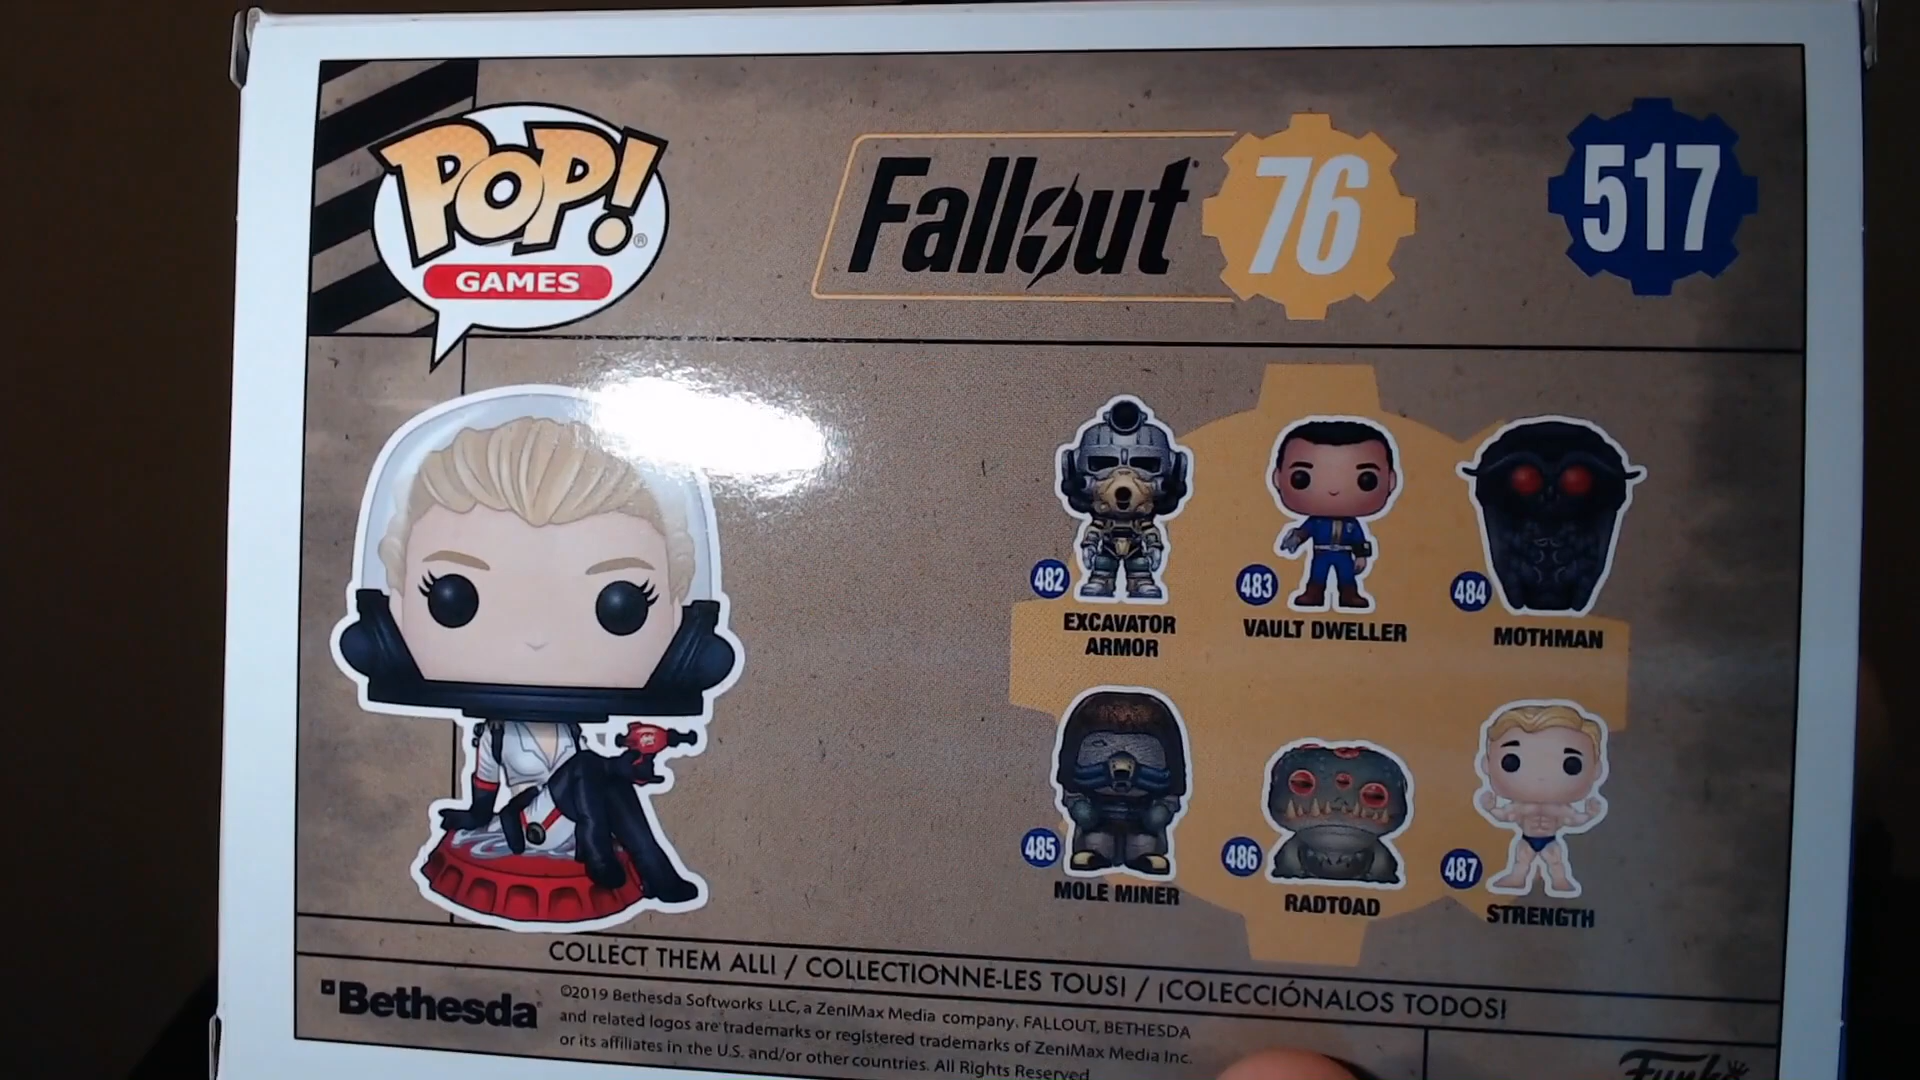 POP!®
GAMES
Fallout 76
517
482
EXCAVATOR
ARMOR
483
VAULT DWELLER
484
MOTHMAN
485
MOLE MINER
486
RADTOAD
487
STRENGTH
COLLECT THEM ALL! / COLLECTIONNE-LES TOUS! / ¡COLECCIÓNALOS TODOS!
Bethesda
©2019 Bethesda Softworks LLC, a ZeniMax Media company. FALLOUT, BETHESDA
and related logos are trademarks or registered trademarks of ZeniMax Media Inc.
or its affiliates in the U.S. and/or other countries. All Rights Reserved
Funko